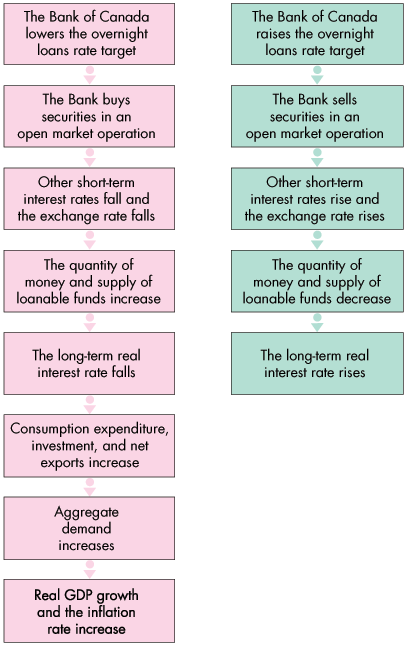 The Bank of Canada
lowers the overnight
loans rate target
The Bank buys
securities in an
open market operation
Other short-term
interest rates fall and
the exchange rate falls
The quantity of
money and supply of
loanable funds increase
The long-term real
interest rate falls
Consumption expenditure,
investment, and net
exports increase
Aggregate
demand
increases
Real GDP growth
and the inflation
rate increase
The Bank of Canada
raises the overnight
loans rate target
The Bank sells
securities in an
open market operation
Other short-term
interest rates rise and
the exchange rate rises
The quantity of
money and supply of
loanable funds decrease
The long-term real
interest rate rises